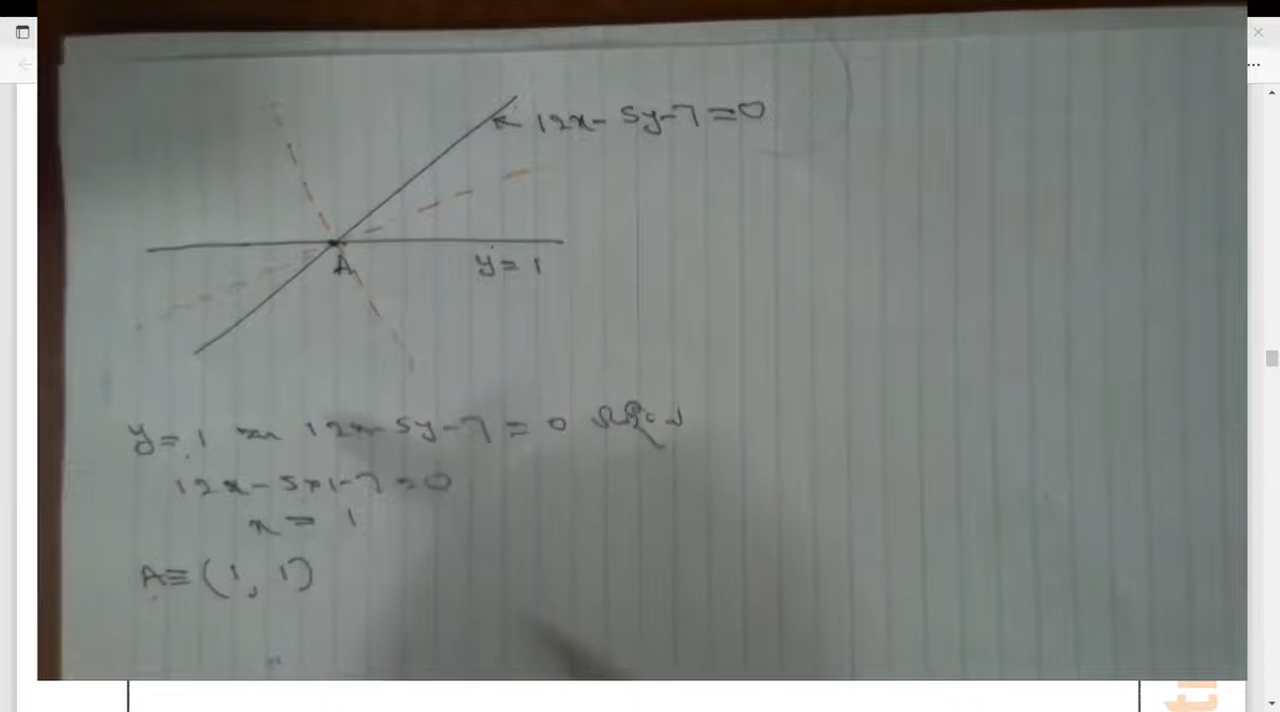 12x - 5y - 7 = 0
A
y = 1
y = 1 12x - 5y - 7 = 0
12x - 5×1 - 7 = 0
x = 1
A ≡ (1, 1)